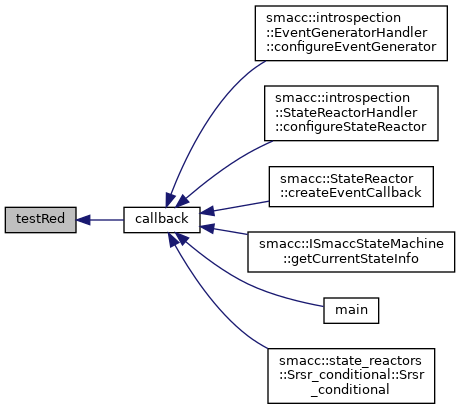 smacc::introspection
::EventGeneratorHandler
::configureEventGenerator
smacc::introspection
::StateReactorHandler
::configureStateReactor
smacc::StateReactor
::createEventCallback
testRed
callback
smacc::ISmaccStateMachine
::getCurrentStateInfo
main
smacc::state_reactors
::Srsr_conditional::Srsr
_conditional